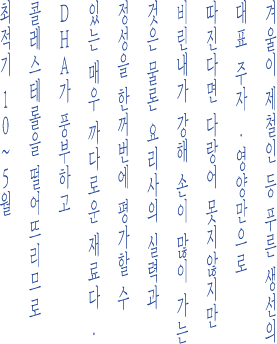 겨울이 제철인 등 푸른 생선의
대표 주자. 영양만으로
따진다면 다랑어 못지않지만
비린내가 강해 손이 많이 가는
것은 물론 요리사의 실력과
정성을 한꺼번에 평가할 수
있는 매우 까다로운 재료다.
DHA가 풍부하고
콜레스테롤을 떨어뜨리므로
최적기 10~5월